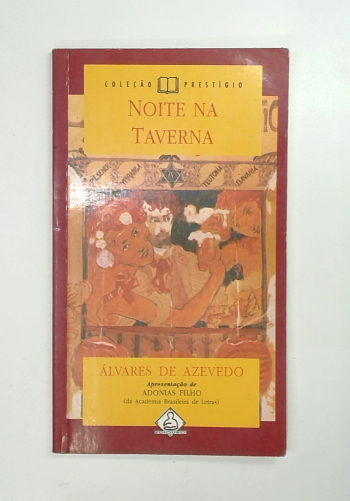 COLEÇÃO PRESTÍGIO
NOITE NA
TAVERNA
ÁLVARES DE AZEVEDO
Apresentação de
ADONIAS FILHO
(da Academia Brasileira de Letras)